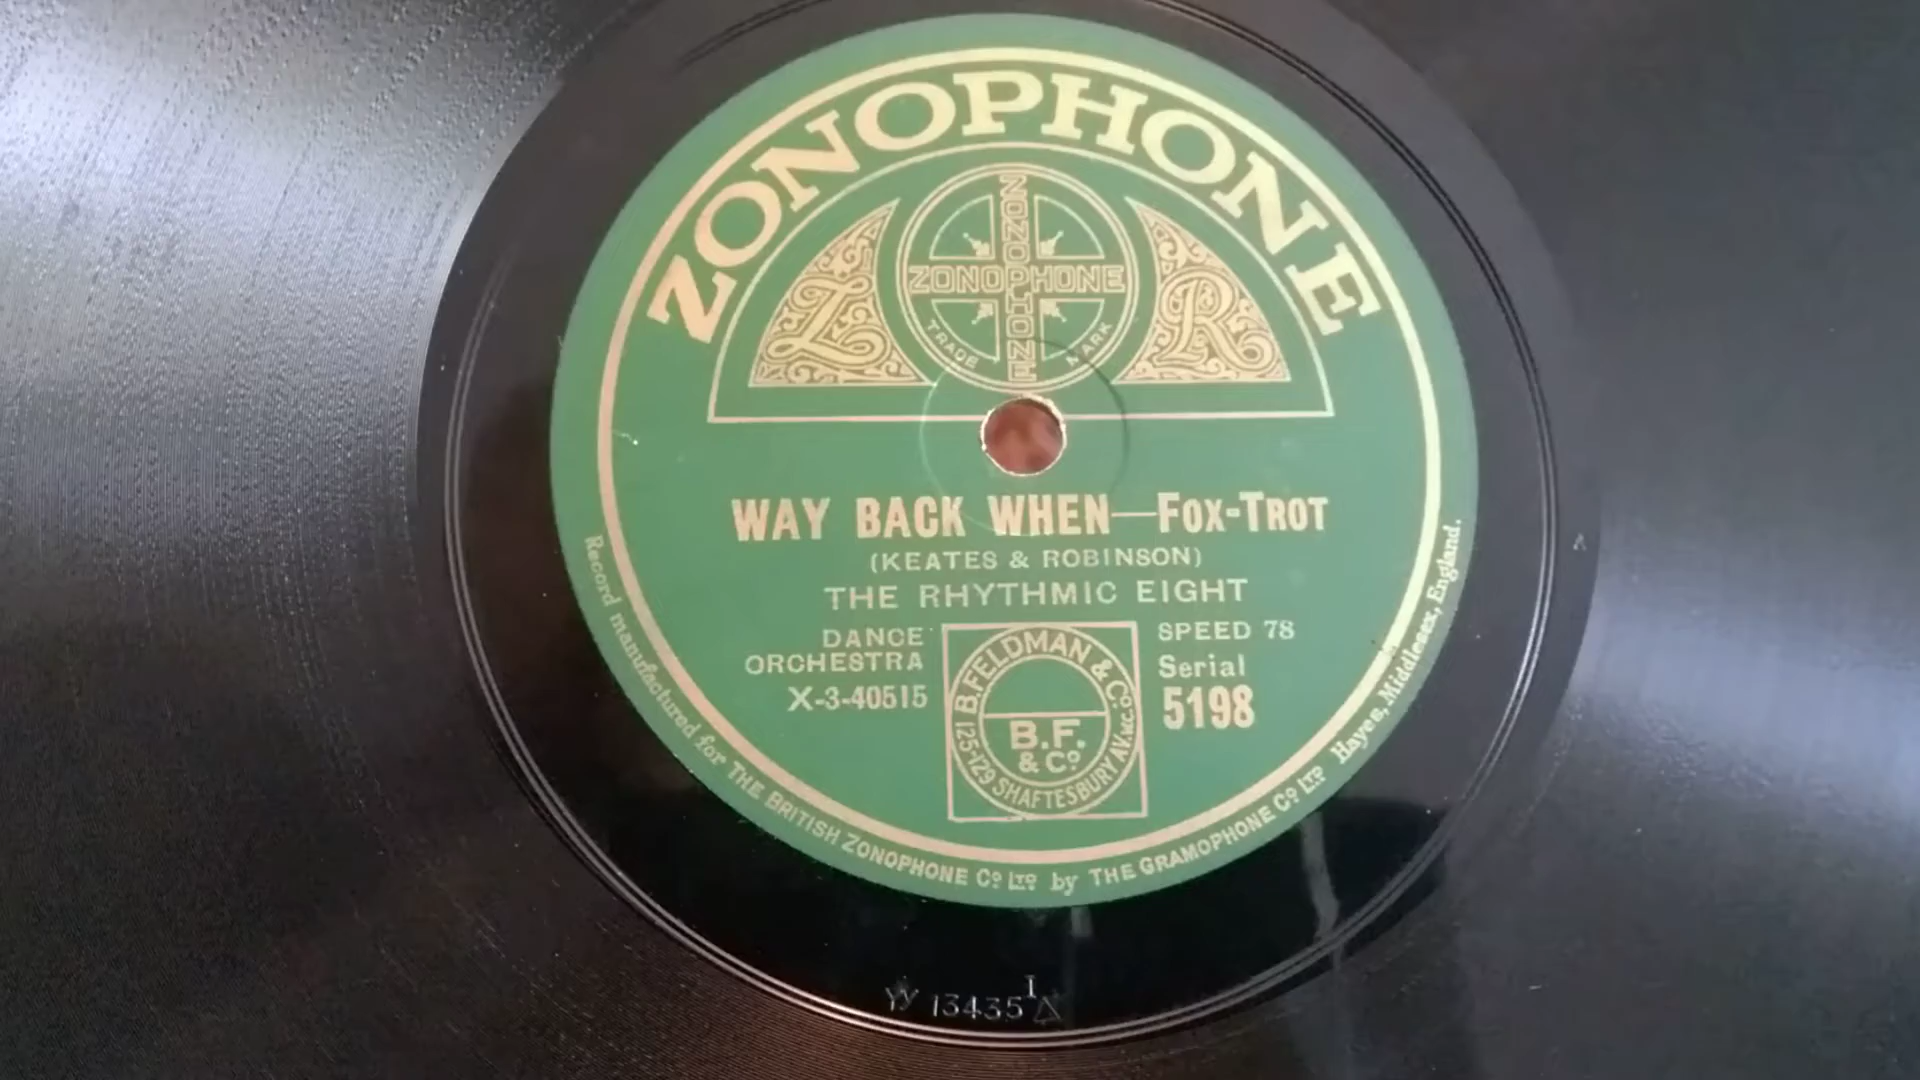 ZONOPHONE
ZONOPHONE
ZONOPHONE
TRADE MARK
Z
R
WAY BACK WHEN—FOX-TROT
(KEATES & ROBINSON)
THE RHYTHMIC EIGHT
DANCE
ORCHESTRA
X-3-40515
B. FELDMAN & Co.
125-129 SHAFTESBURY AV. W.C.
B.F.
& Co
SPEED 78
Serial
5198
Record manufactured for THE BRITISH ZONOPHONE Co LTD by THE GRAMOPHONE Co LTD Hayes, Middlesex, England.
13435
I